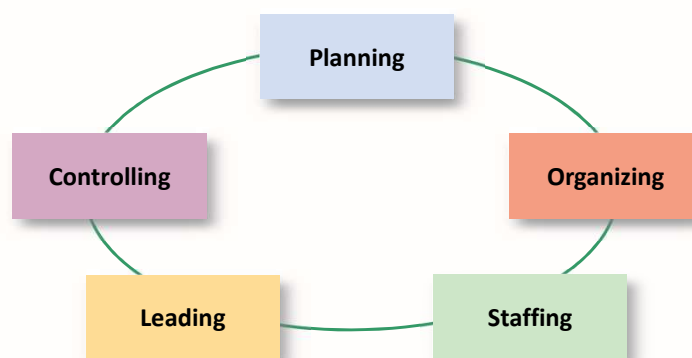 Planning
Organizing
Staffing
Leading
Controlling